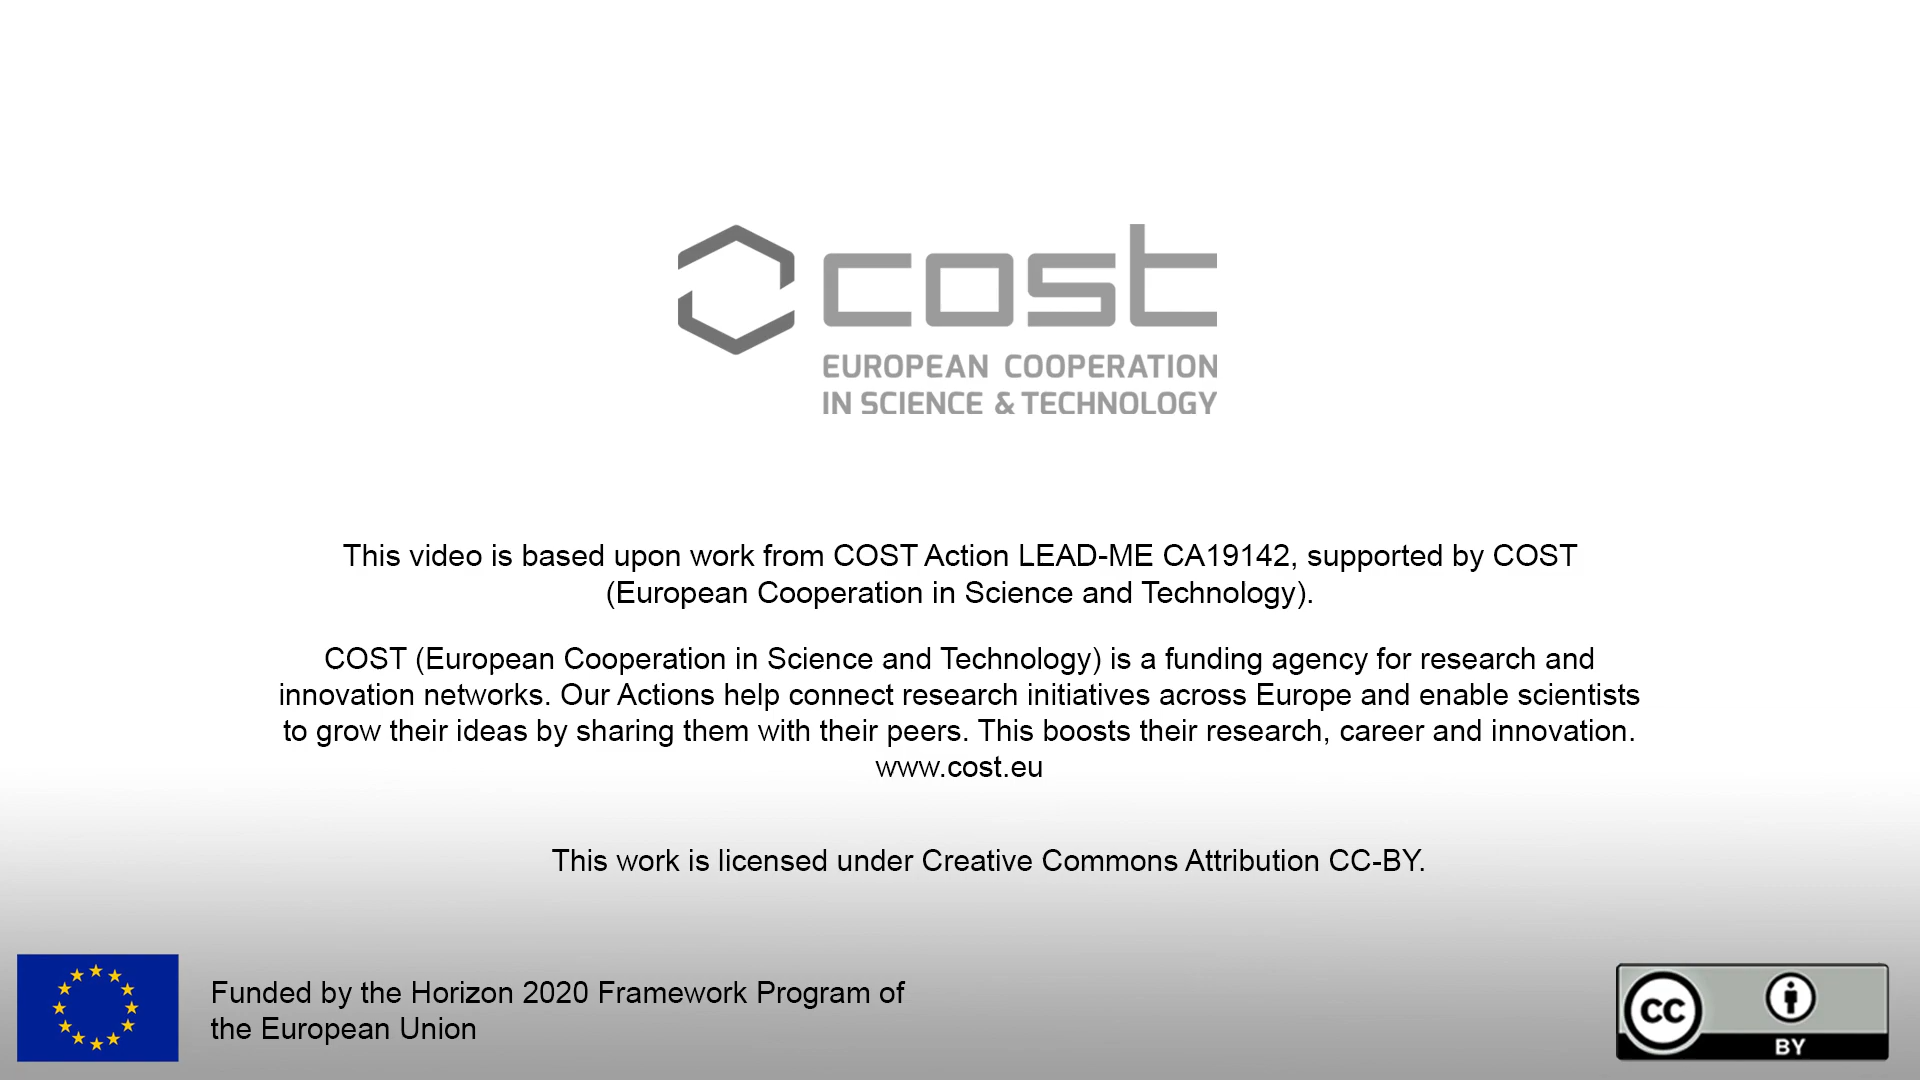 cost
EUROPEAN COOPERATION
IN SCIENCE & TECHNOLOGY
This video is based upon work from COST Action LEAD-ME CA19142, supported by COST
(European Cooperation in Science and Technology).
COST (European Cooperation in Science and Technology) is a funding agency for research and
innovation networks. Our Actions help connect research initiatives across Europe and enable scientists
to grow their ideas by sharing them with their peers. This boosts their research, career and innovation.
www.cost.eu
This work is licensed under Creative Commons Attribution CC-BY.
Funded by the Horizon 2020 Framework Program of
the European Union
cc
BY